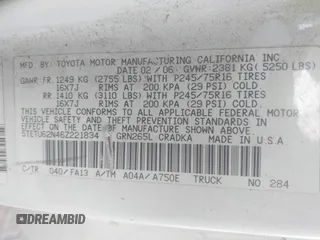 MFD. BY: TOYOTA MOTOR MANUFACTURING CALIFORNIA INC.
DATE 02/06 GVWR: 2381 KG (5250 LBS)
GAWR: FR. 1249 KG (2755 LBS) WITH P245/75R16 TIRES
16X7J RIMS AT 200 KPA (29 PSI) COLD.
RR. 1410 KG (3110 LBS) WITH P245/75R16 TIRES
16X7J RIMS AT 200 KPA (29 PSI) COLD.
THIS VEHICLE CONFORMS TO ALL APPLICABLE FEDERAL MOTOR
VEHICLE SAFETY AND THEFT PREVENTION STANDARDS IN EFFECT
ON THE DATE OF MANUFACTURE SHOWN ABOVE.
5TETU62N46Z221834 GRN265L CRADKA MADE IN U.S.A.
C/TR 040/FA13 A/TM A04A/A750E TRUCK NO 284
DEALER AUCTION HISTORY